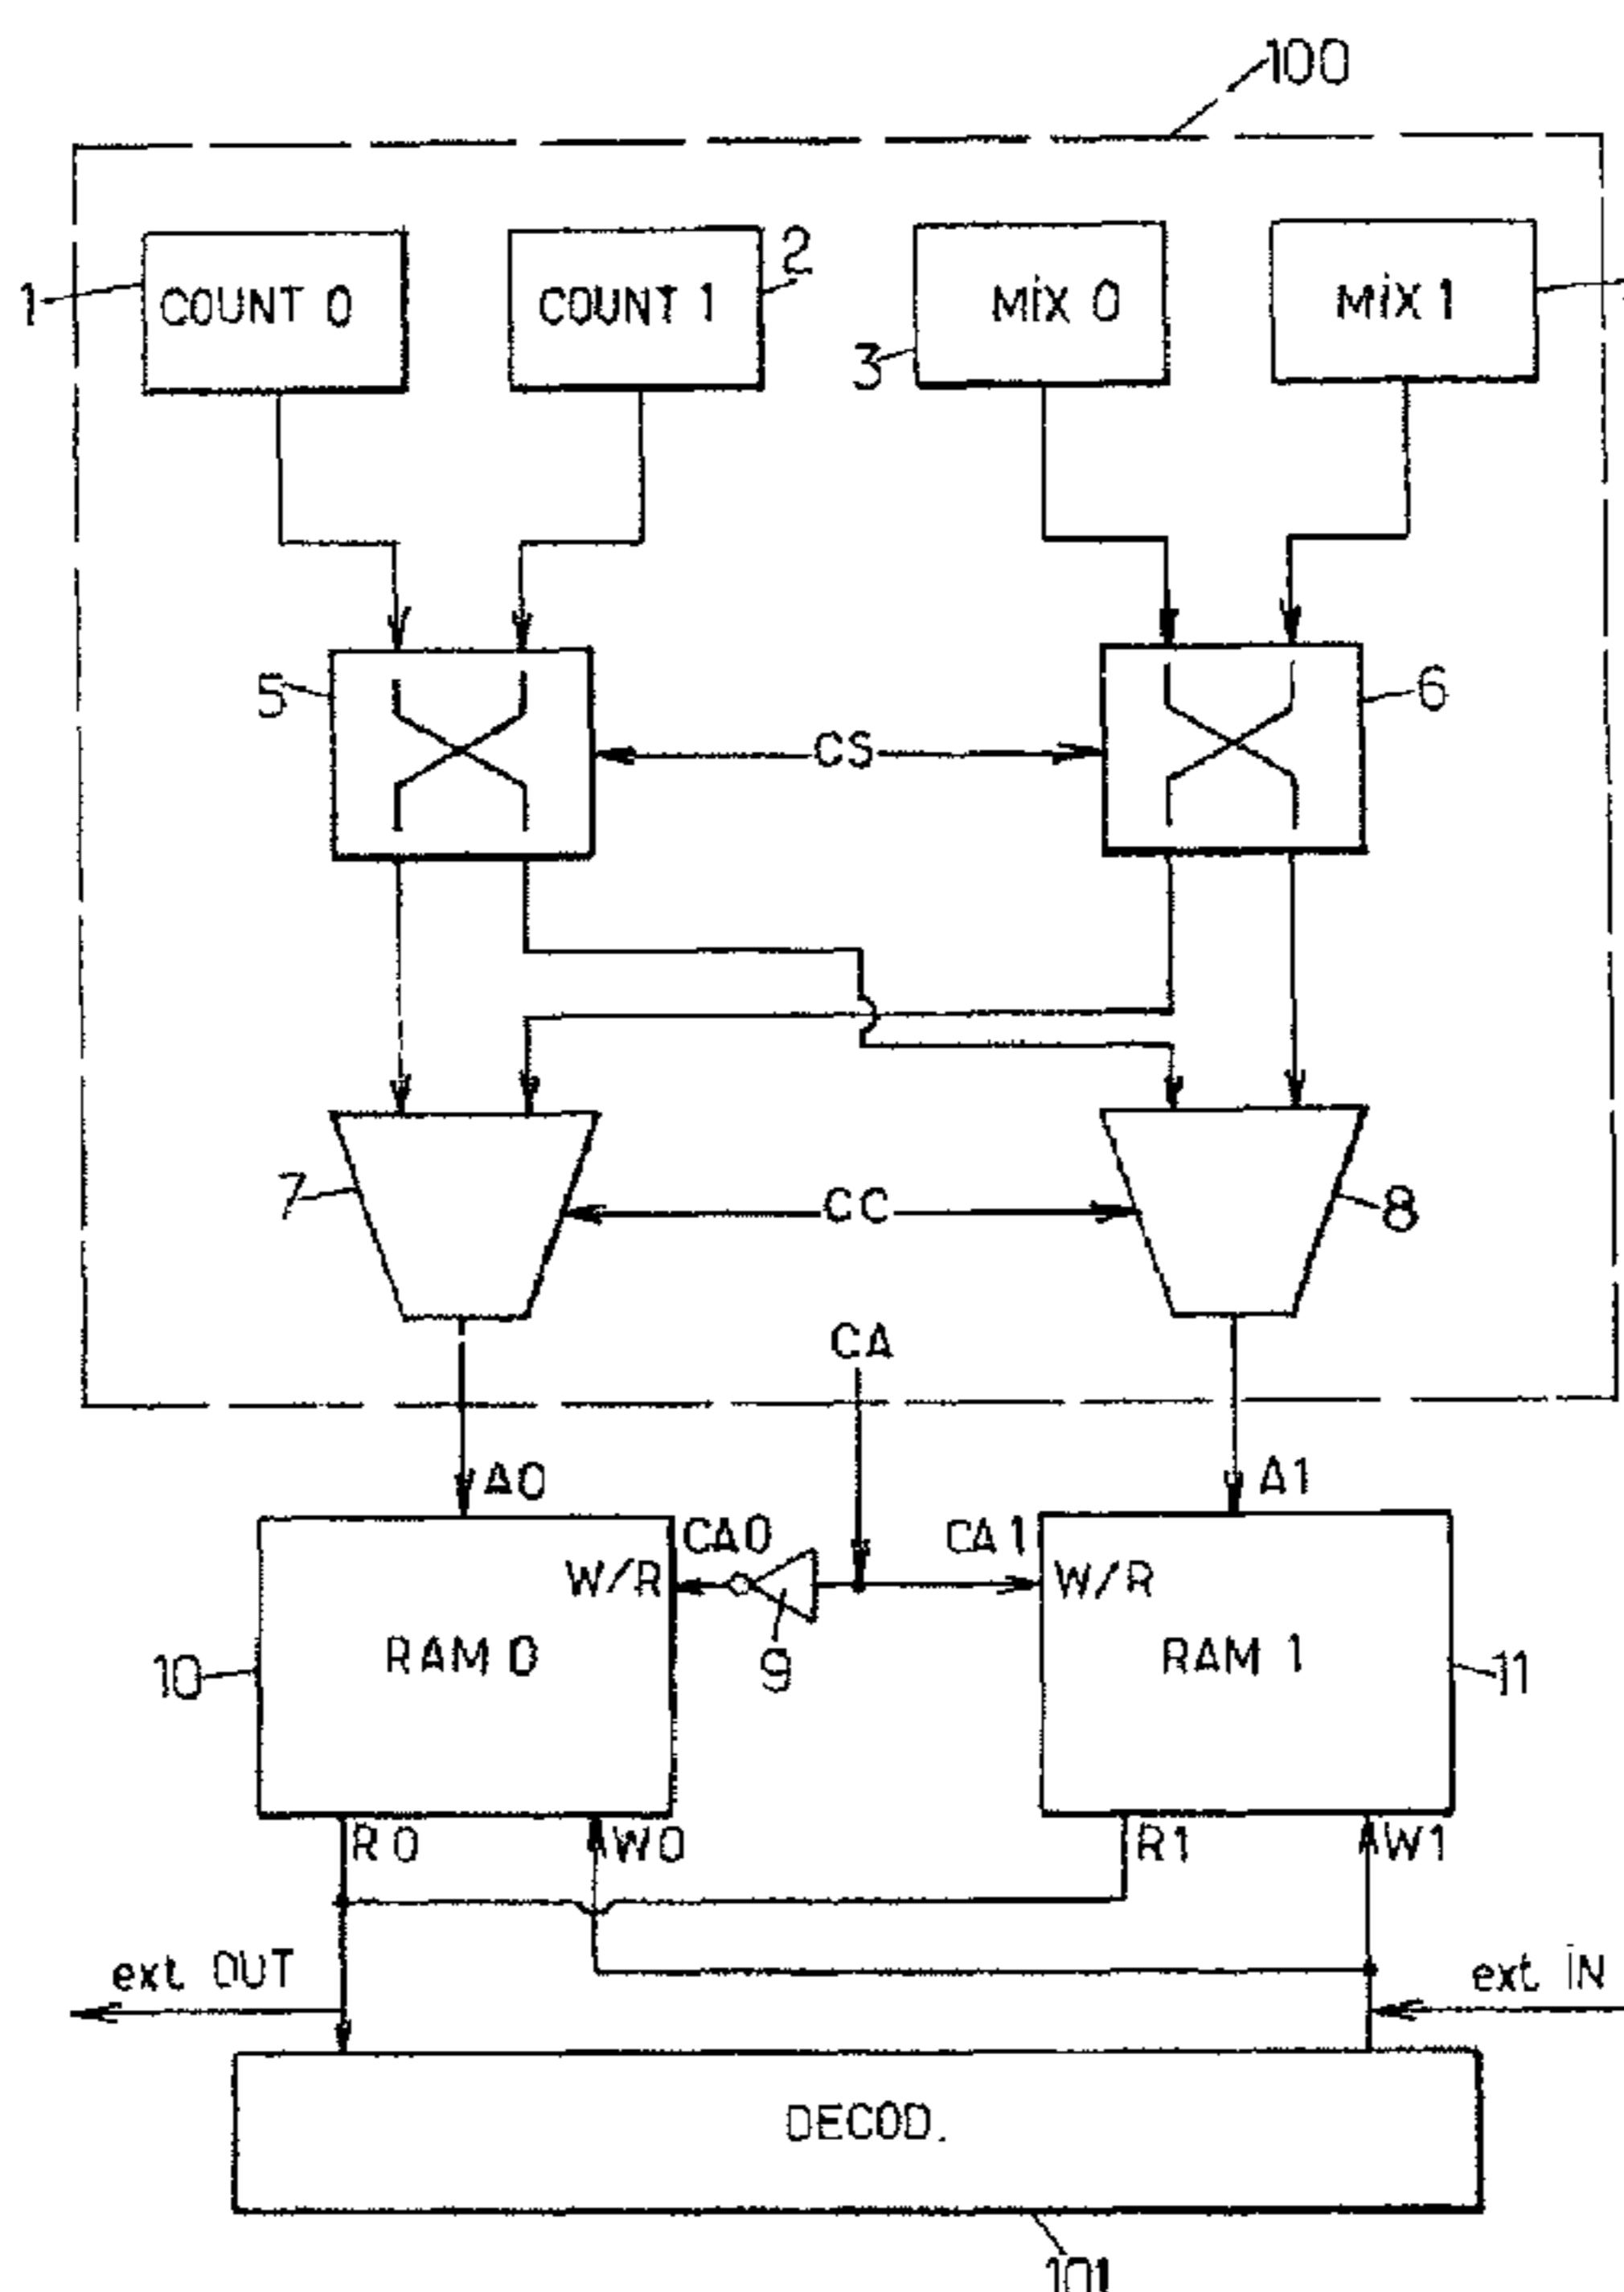 100
1
COUNT 0
COUNT 1
2
3
MIX 0
MIX 1
5
CS
6
7
CC
8
CA
A0
A1
CA0
CA1
W/R
W/R
9
10
RAM 0
RAM 1
11
R0
W0
R1
W1
ext OUT
ext IN
DECOD.
101